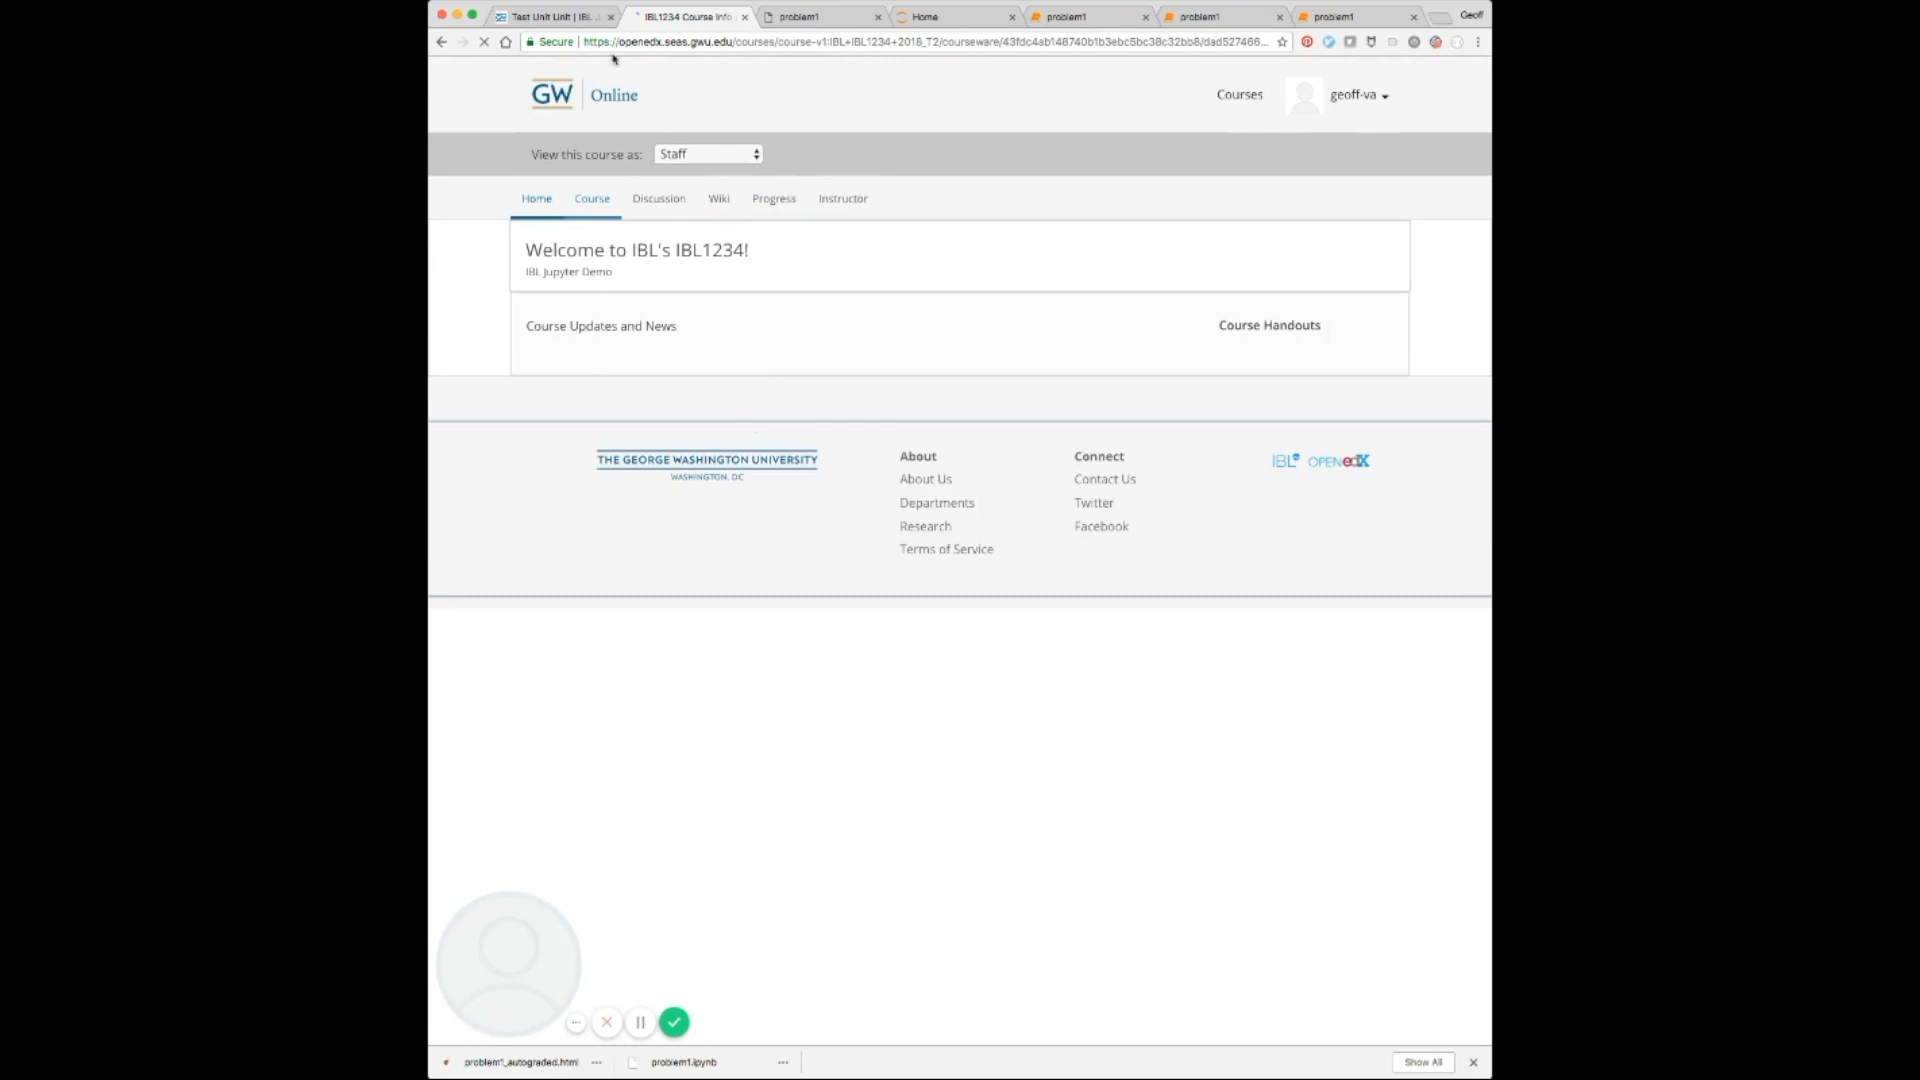 Test Unit Unit | IBL J
IBL1234 Course Info
problem1
Home
problem1
problem1
problem1
Geoff
Secure
https://openedx.seas.gwu.edu/courses/course-v1:IBL+IBL1234+2018_T2/courseware/43fdc4ab148740b1b3ebc5bc38c32bb8/dad527466...
GW Online
Courses
geoff-va
View this course as: Staff
Home
Course
Discussion
Wiki
Progress
Instructor
Welcome to IBL's IBL1234!
IBL Jupyter Demo
Course Updates and News
Course Handouts
THE GEORGE WASHINGTON UNIVERSITY
WASHINGTON, DC
About
About Us
Departments
Research
Terms of Service
Connect
Contact Us
Twitter
Facebook
IBL OPEN edX
problem1_autograded.html
problem1.ipynb
Show All